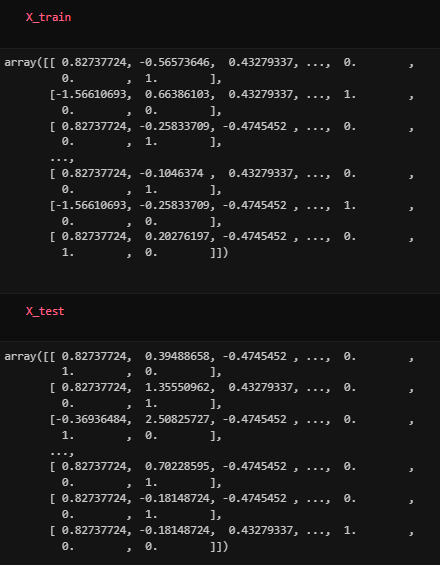 X_train
array([[ 0.82737724, -0.56573646,  0.43279337, ...,  0.        ,
         0.        ,  1.        ],
       [-1.56610693,  0.66386103,  0.43279337, ...,  1.        ,
         0.        ,  0.        ],
       [ 0.82737724, -0.25833709, -0.4745452 , ...,  0.        ,
         0.        ,  1.        ],
       ...,
       [ 0.82737724, -0.1046374 ,  0.43279337, ...,  0.        ,
         0.        ,  1.        ],
       [-1.56610693, -0.25833709, -0.4745452 , ...,  1.        ,
         0.        ,  0.        ],
       [ 0.82737724,  0.20276197, -0.4745452 , ...,  0.        ,
         1.        ,  0.        ]])
X_test
array([[ 0.82737724,  0.39488658, -0.4745452 , ...,  0.        ,
         1.        ,  0.        ],
       [ 0.82737724,  1.35550962,  0.43279337, ...,  0.        ,
         0.        ,  1.        ],
       [-0.36936484,  2.50825727, -0.4745452 , ...,  0.        ,
         1.        ,  0.        ],
       ...,
       [ 0.82737724,  0.70228595, -0.4745452 , ...,  0.        ,
         0.        ,  1.        ],
       [ 0.82737724, -0.18148724, -0.4745452 , ...,  0.        ,
         0.        ,  1.        ],
       [ 0.82737724, -0.18148724,  0.43279337, ...,  1.        ,
         0.        ,  0.        ]])